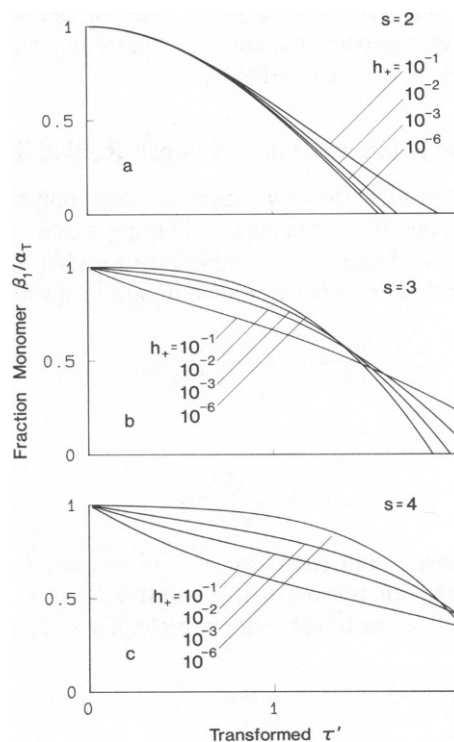 s=2
1
h₊= 10⁻¹
10⁻²
10⁻³
10⁻⁶
0.5
a
0
s=3
1
h₊= 10⁻¹
10⁻²
10⁻³
10⁻⁶
0.5
b
0
s=4
1
h₊=10⁻¹
10⁻²
10⁻³
10⁻⁶
0.5
c
0
0
1
Fraction Monomer β₁/α_T
Transformed τ′